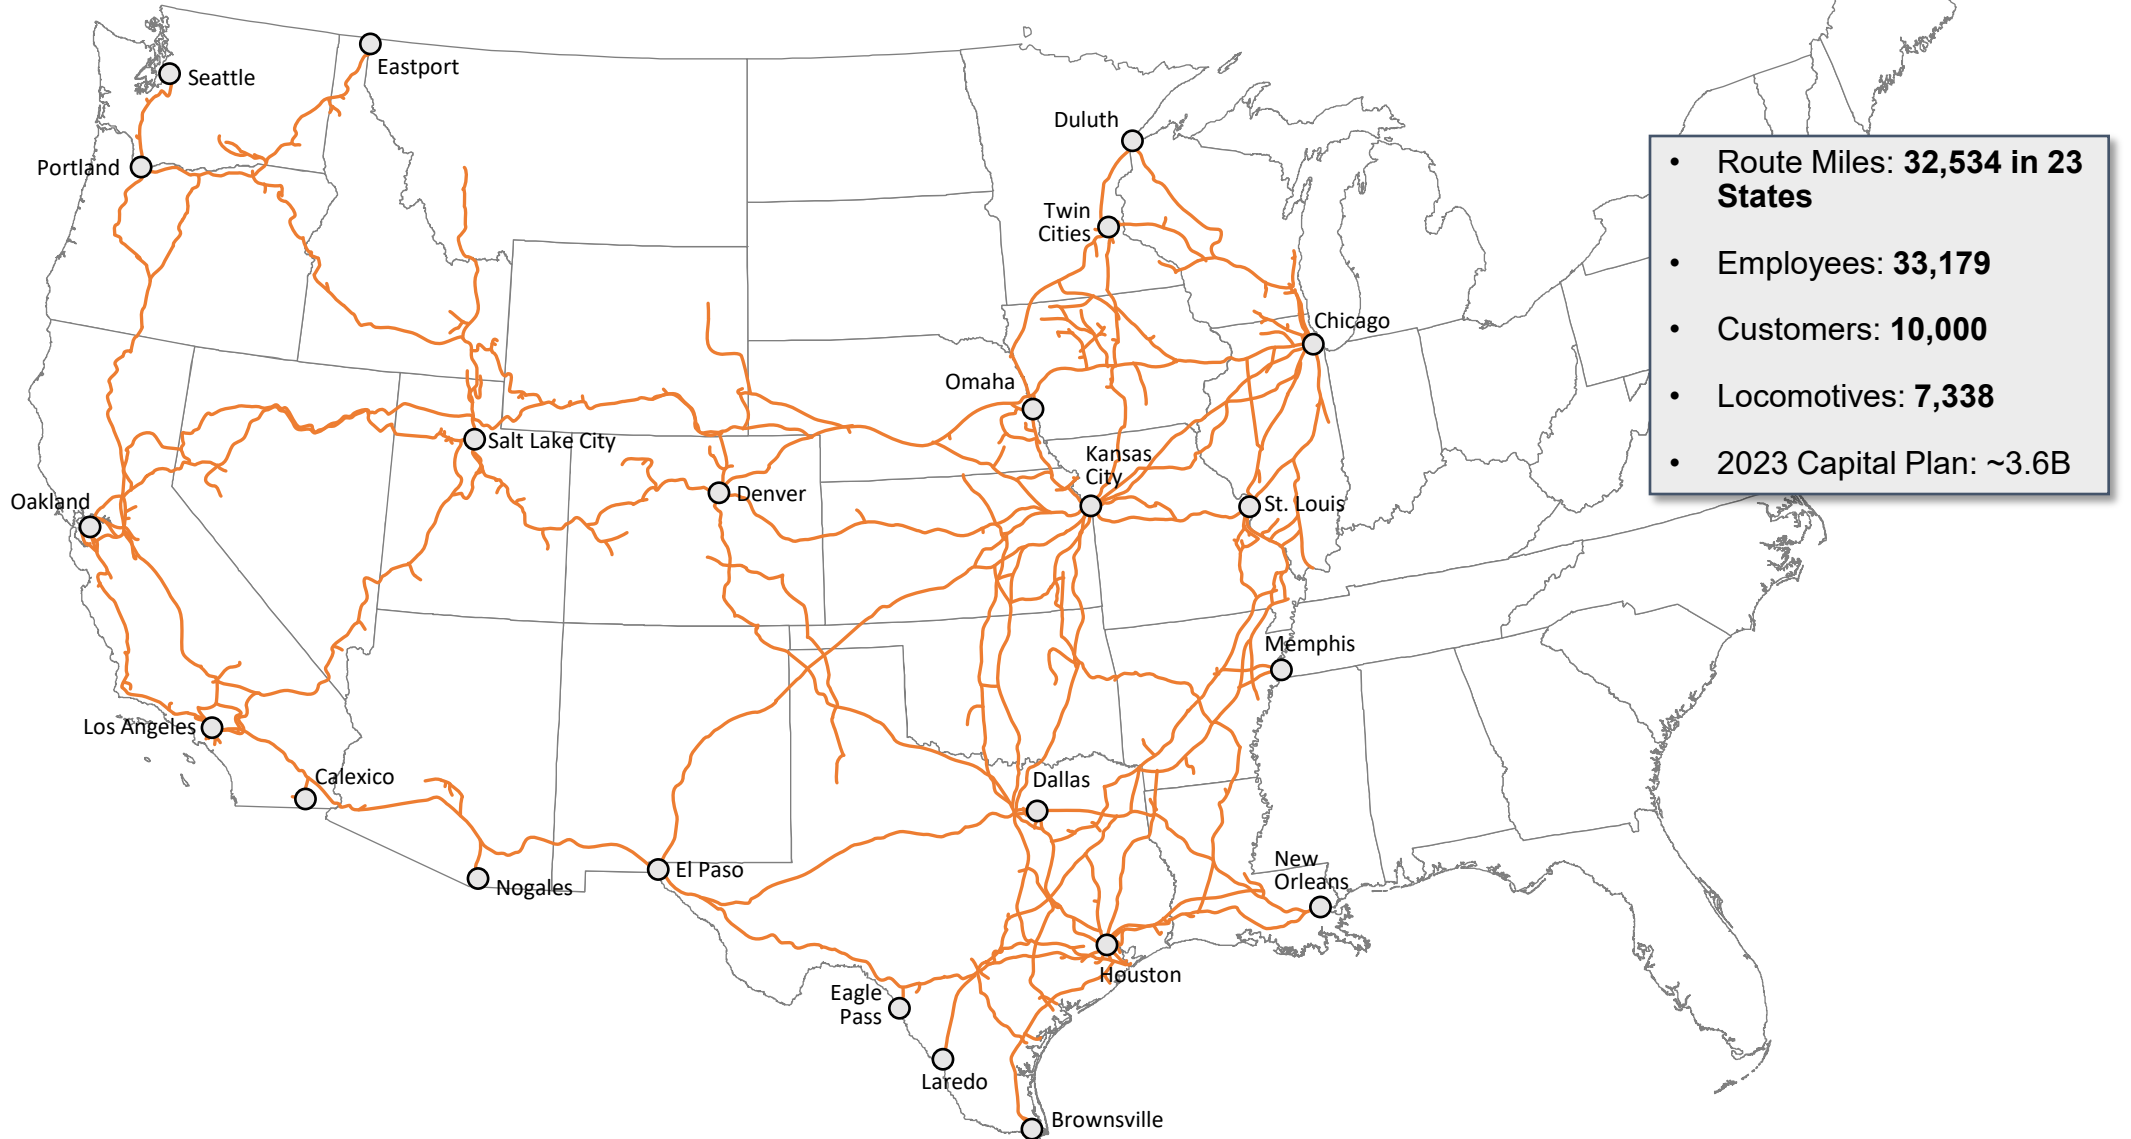 Eastport
Seattle
Duluth
Portland
Twin
Cities
Chicago
Omaha
Salt Lake City
Kansas
City
Denver
Oakland
St. Louis
Memphis
Los Angeles
Calexico
Dallas
El Paso
Nogales
New
Orleans
Houston
Eagle
Pass
Laredo
Brownsville
• Route Miles: 32,534 in 23
States
• Employees: 33,179
• Customers: 10,000
• Locomotives: 7,338
• 2023 Capital Plan: ~3.6B